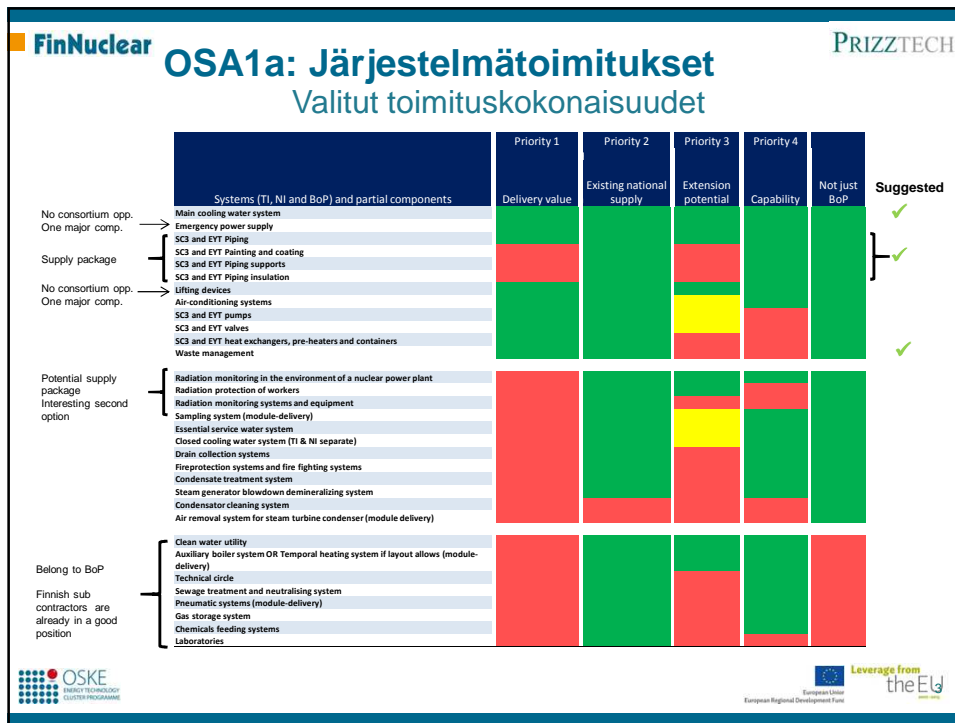 FinNuclear
PRIZZTECH
OSA1a: Järjestelmätoimitukset
Valitut toimituskokonaisuudet
Priority 1
Priority 2
Priority 3
Priority 4
Systems (TI, NI and BoP) and partial components
Delivery value
Existing national
supply
Extension
potential
Capability
Not just
BoP
Suggested
No consortium opp.
One major comp.
Main cooling water system
Emergency power supply
Supply package
SC3 and EYT Piping
SC3 and EYT Painting and coating
SC3 and EYT Piping supports
SC3 and EYT Piping insulation
No consortium opp.
One major comp.
Lifting devices
Air-conditioning systems
SC3 and EYT pumps
SC3 and EYT valves
SC3 and EYT heat exchangers, pre-heaters and containers
Waste management
Potential supply
package
Interesting second
option
Radiation monitoring in the environment of a nuclear power plant
Radiation protection of workers
Radiation monitoring systems and equipment
Sampling system (module-delivery)
Essential service water system
Closed cooling water system (TI & NI separate)
Drain collection systems
Fireprotection systems and fire fighting systems
Condensate treatment system
Steam generator blowdown demineralizing system
Condensator cleaning system
Air removal system for steam turbine condenser (module delivery)
Belong to BoP
Finnish sub
contractors are
already in a good
position
Clean water utility
Auxiliary boiler system OR Temporal heating system if layout allows (module-
delivery)
Technical circle
Sewage treatment and neutralising system
Pneumatic systems (module-delivery)
Gas storage system
Chemicals feeding systems
Laboratories
OSKE
ENERGY TECHNOLOGY
CLUSTER PROGRAMME
European Union
European Regional Development Fund
Leverage from
the EU
3